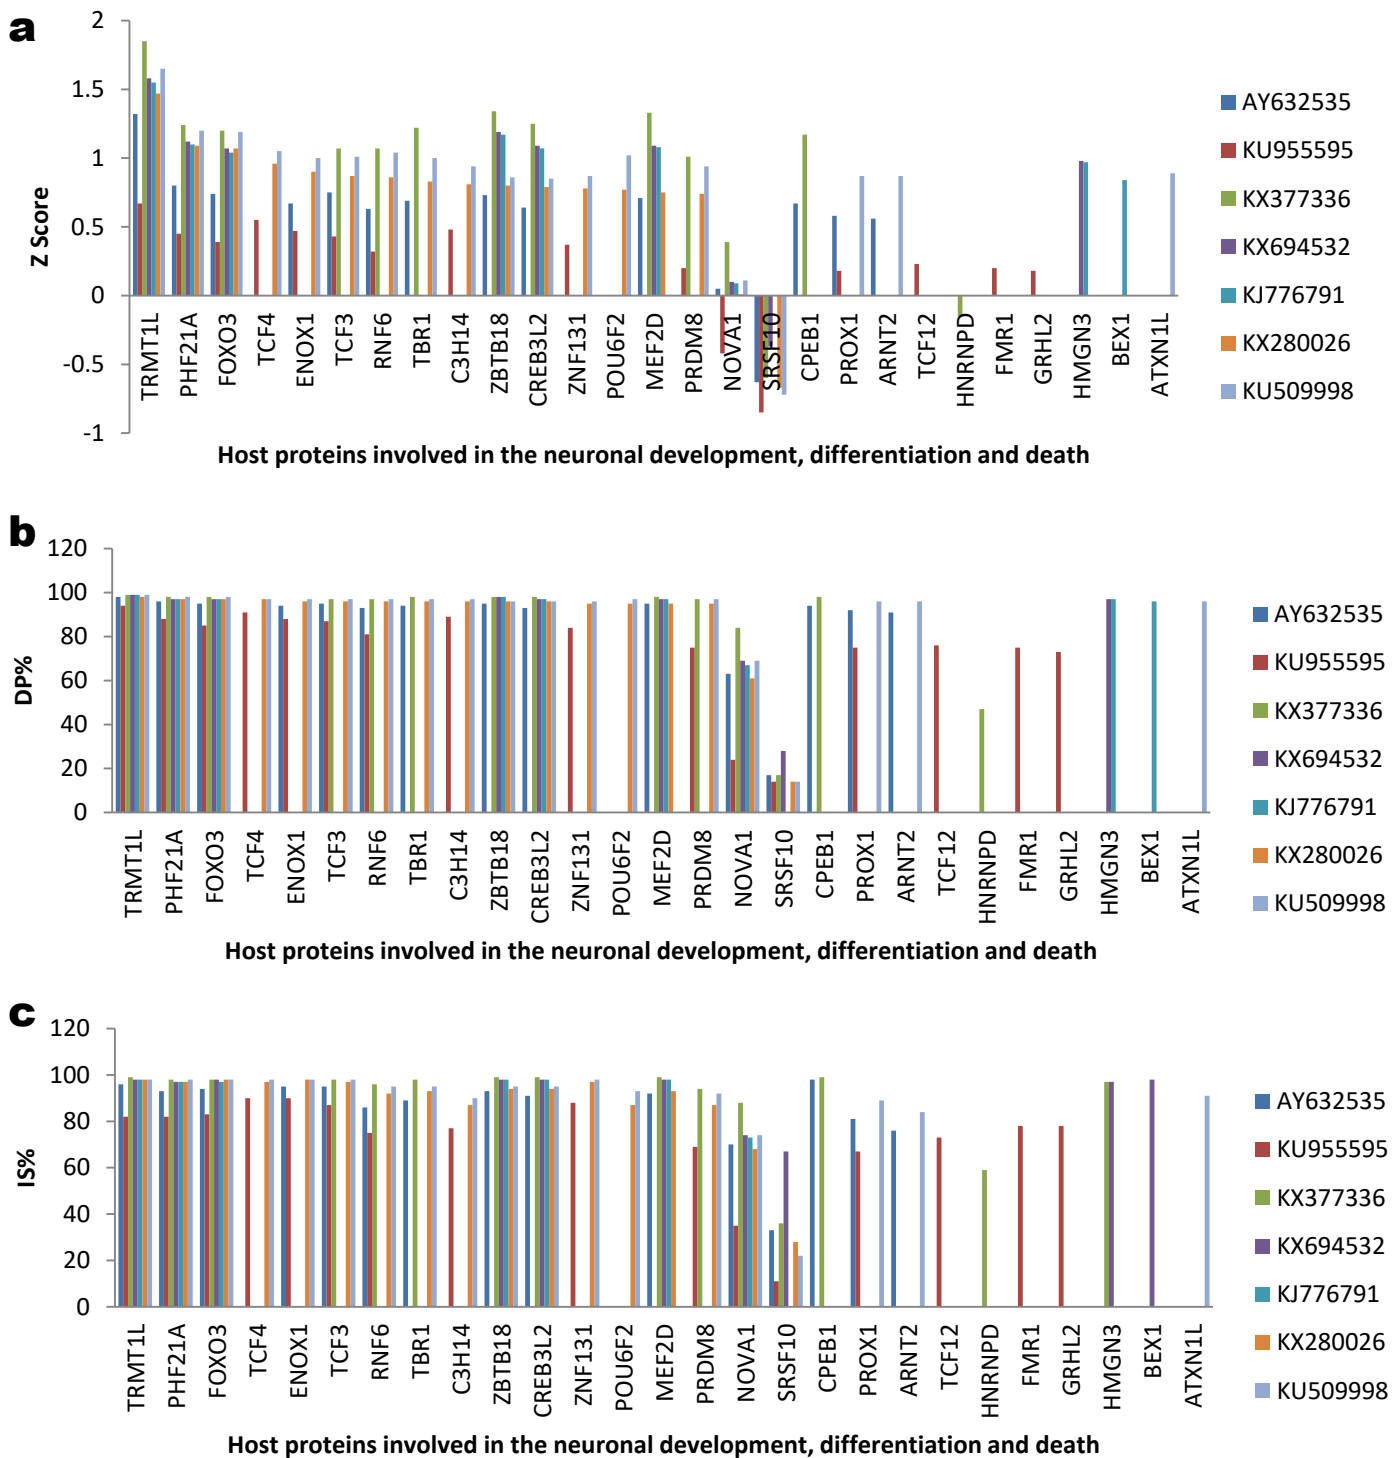 a
2
1.5
1
0.5
0
-0.5
-1
Z Score
TRMT1L
PHF21A
FOXO3
TCF4
ENOX1
TCF3
RNF6
TBR1
C3H14
ZBTB18
CREB3L2
ZNF131
POU6F2
MEF2D
PRDM8
NOVA1
SRSF10
CPEB1
PROX1
ARNT2
TCF12
HNRNPD
FMR1
GRHL2
HMGN3
BEX1
ATXN1L
Host proteins involved in the neuronal development, differentiation and death
AY632535
KU955595
KX377336
KX694532
KJ776791
KX280026
KU509998
b
120
100
80
60
40
20
0
DP%
TRMT1L
PHF21A
FOXO3
TCF4
ENOX1
TCF3
RNF6
TBR1
C3H14
ZBTB18
CREB3L2
ZNF131
POU6F2
MEF2D
PRDM8
NOVA1
SRSF10
CPEB1
PROX1
ARNT2
TCF12
HNRNPD
FMR1
GRHL2
HMGN3
BEX1
ATXN1L
Host proteins involved in the neuronal development, differentiation and death
AY632535
KU955595
KX377336
KX694532
KJ776791
KX280026
KU509998
c
120
100
80
60
40
20
0
IS%
TRMT1L
PHF21A
FOXO3
TCF4
ENOX1
TCF3
RNF6
TBR1
C3H14
ZBTB18
CREB3L2
ZNF131
POU6F2
MEF2D
PRDM8
NOVA1
SRSF10
CPEB1
PROX1
ARNT2
TCF12
HNRNPD
FMR1
GRHL2
HMGN3
BEX1
ATXN1L
Host proteins involved in the neuronal development, differentiation and death
AY632535
KU955595
KX377336
KX694532
KJ776791
KX280026
KU509998